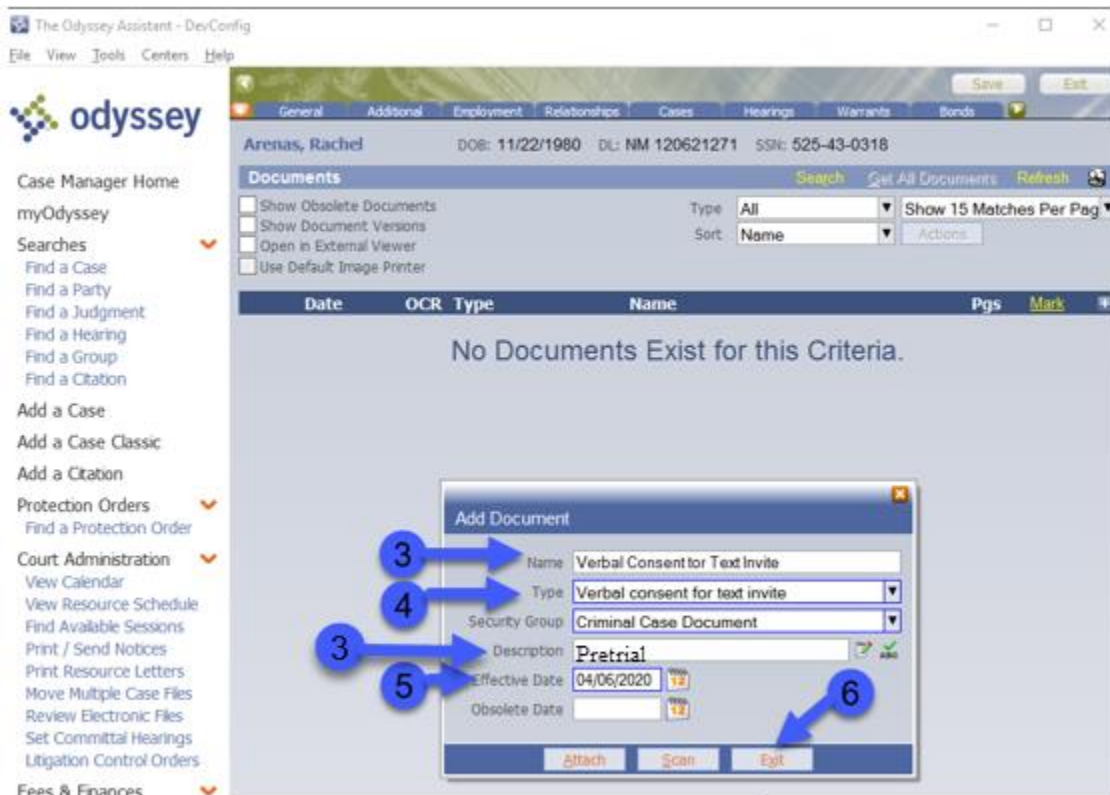 The Odyssey Assistant - DevConfig
File View Tools Centers Help
odyssey
Save Exit
General Additional Employment Relationships Cases Hearings Warrants Bonds
Arenas, Rachel DOB: 11/22/1980 DL: NM 120621271 SSN: 525-43-0318
Case Manager Home
myOdyssey
Searches
Find a Case
Find a Party
Find a Judgment
Find a Hearing
Find a Group
Find a Citation
Add a Case
Add a Case Classic
Add a Citation
Protection Orders
Find a Protection Order
Court Administration
View Calendar
View Resource Schedule
Find Available Sessions
Print / Send Notices
Print Resource Letters
Move Multiple Case Files
Review Electronic Files
Set Committal Hearings
Litigation Control Orders
Fees & Finances
Documents Search Get All Documents Refresh
Show Obsolete Documents
Show Document Versions
Open in External Viewer
Use Default Image Printer
Type All Show 15 Matches Per Pag
Sort Name Actions
Date OCR Type Name Pgs Mark
No Documents Exist for this Criteria.
Add Document
3 Name Verbal Consent for Text Invite
4 Type Verbal consent for text invite
Security Group Criminal Case Document
3 Description Pretrial
5 Effective Date 04/06/2020
Obsolete Date
6
Attach Scan Exit